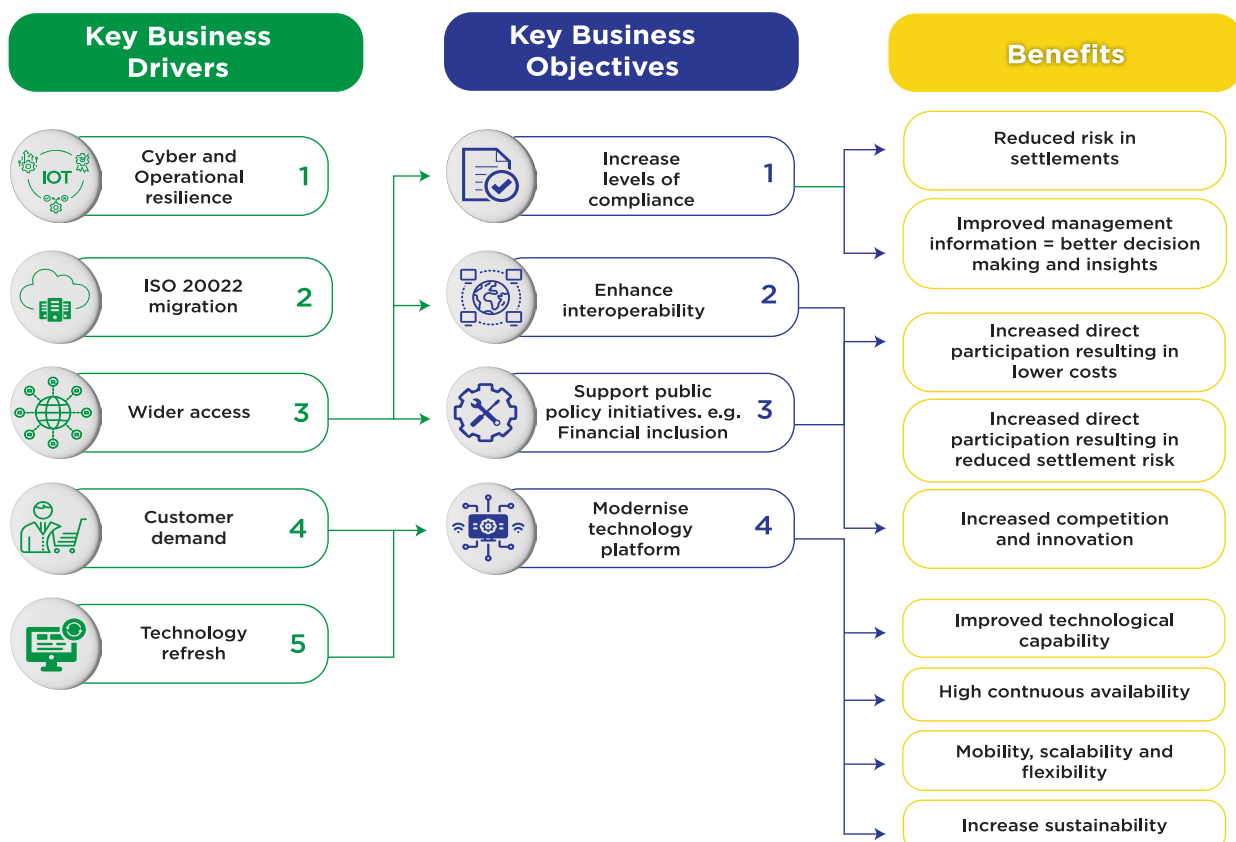 Key Business
Drivers
Key Business
Objectives
Benefits
IOT
Cyber and
Operational
resilience
1
ISO 20022
migration
2
Wider access
3
Customer
demand
4
Technology
refresh
5
Increase
levels of
compliance
1
Enhance
interoperability
2
Support public
policy initiatives. e.g.
Financial inclusion
3
Modernise
technology
platform
4
Reduced risk in
settlements
Improved management
information = better decision
making and insights
Increased direct
participation resulting in
lower costs
Increased direct
participation resulting in
reduced settlement risk
Increased competition
and innovation
Improved technological
capability
High contnuous availability
Mobility, scalability and
flexibility
Increase sustainability